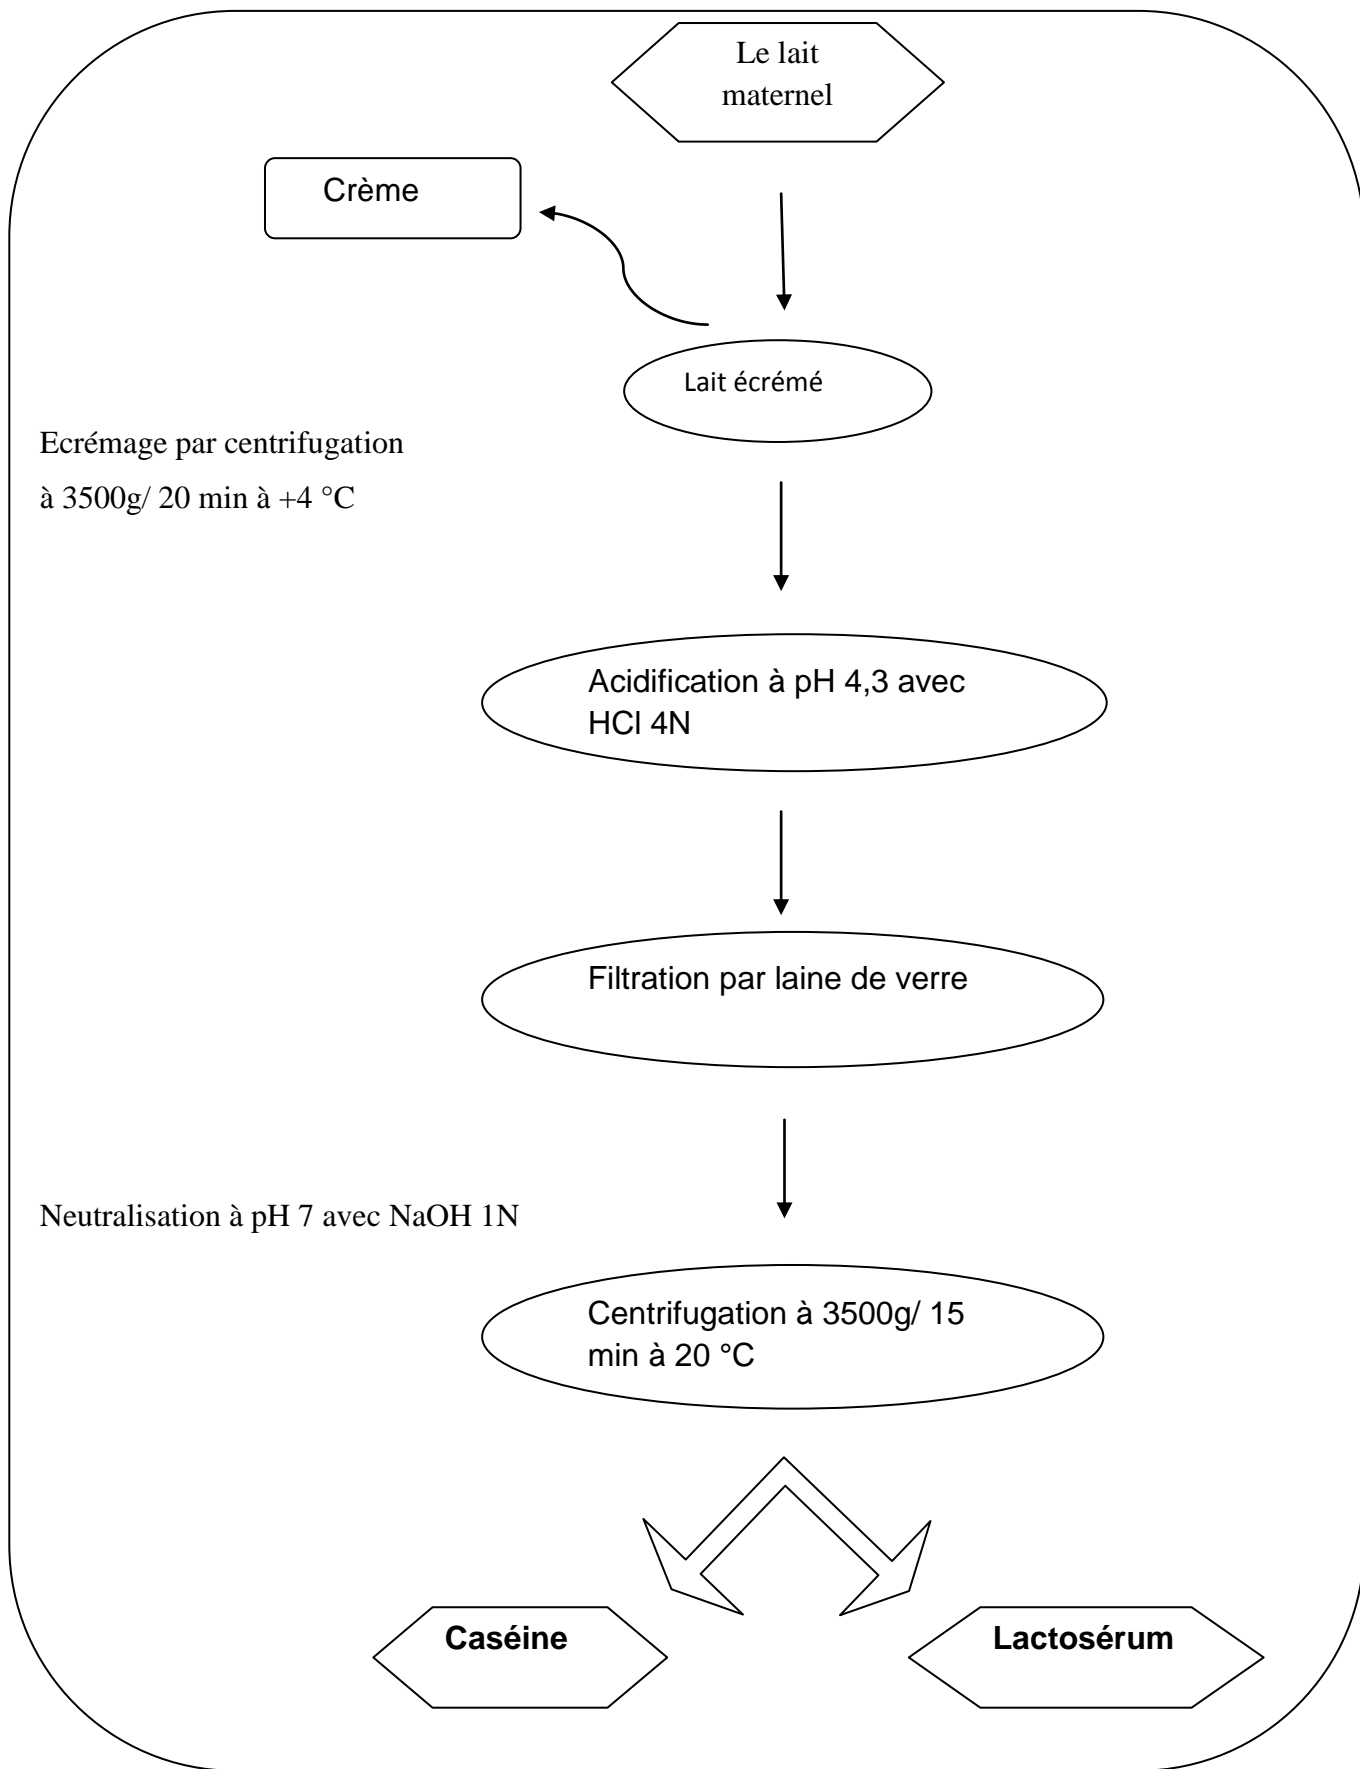 Le lait
maternel
Crème
Lait écrémé
Ecrémage par centrifugation
à 3500g/ 20 min à +4 °C
Acidification à pH 4,3 avec
HCl 4N
Filtration par laine de verre
Neutralisation à pH 7 avec NaOH 1N
Centrifugation à 3500g/ 15
min à 20 °C
Caséine
Lactosérum